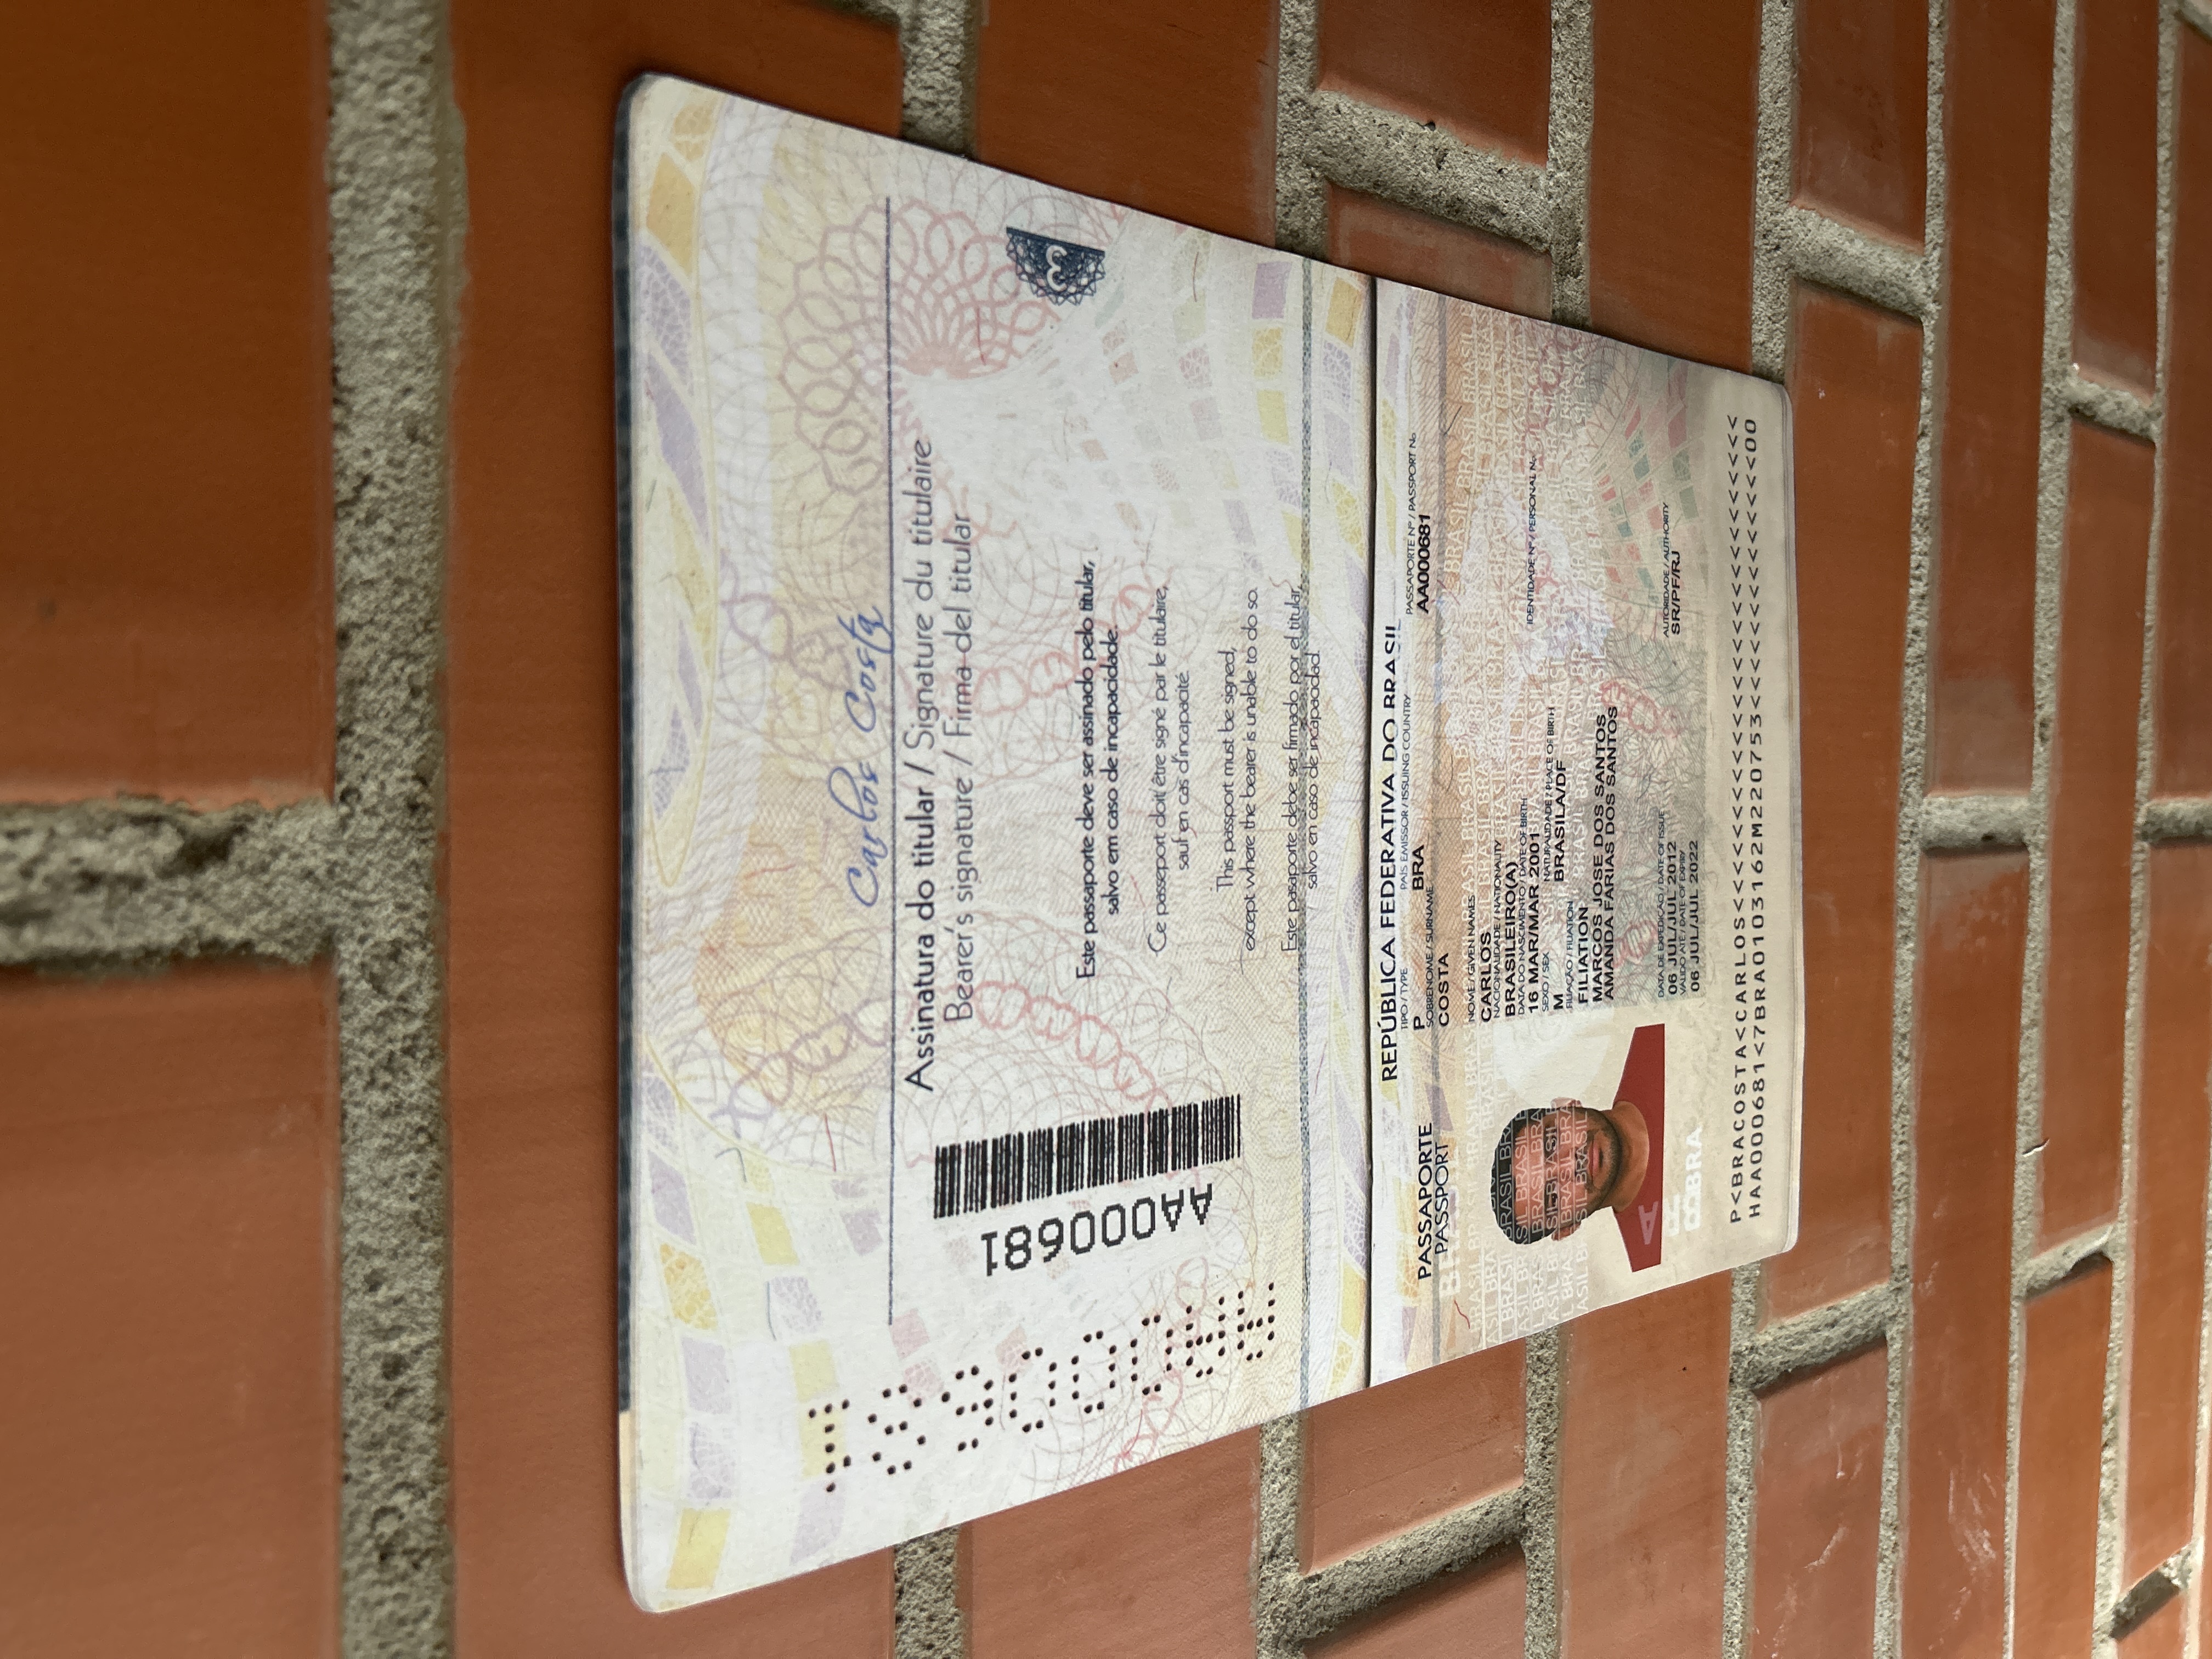 AA000681
AA000681
Carlos Costa
Assinatura do titular / Signature du titulaire
Bearer's signature / Firma del titular
3
Este passaporte deve ser assinado pelo titular,
salvo em caso de incapacidade.
Ce passeport doit être signé par le titulaire,
sauf en cas d'incapacité.
This passport must be signed,
except where the bearer is unable to do so.
Este pasaporte debe ser firmado por el titular,
salvo en caso de incapacidad.
REPÚBLICA FEDERATIVA DO BRASIL
PASSAPORTE
PASSPORT
TIPO / TYPE
PAÍS EMISSOR / ISSUING COUNTRY
PASSAPORTE Nº / PASSPORT No
P
BRA
AA000681
SOBRENOME / SURNAME
COSTA
NOME / GIVEN NAMES
CARLOS
NACIONALIDADE / NATIONALITY
BRASILEIRO(A)
DATA DO NASCIMENTO / DATE OF BIRTH
IDENTIDADE Nº / PERSONAL No
16 MAR/MAR 2001
SEXO / SEX
NATURALIDADE / PLACE OF BIRTH
M
BRASILA/DF
FILIAÇÃO / FILIATION
FILIATION
MARCOS JOSE DOS SANTOS
AMANDA FARIAS DOS SANTOS
DATA DE EXPEDIÇÃO / DATE OF ISSUE
AUTORIDADE / AUTHORITY
06 JUL/JUL 2012
SR/PF/RJ
VÁLIDO ATÉ / DATE OF EXPIRY
06 JUL/JUL 2022
BRA
BRA
P<BRACOSTA<CARLOS<<<<<<<<<<<<<<<<<<<<<<<<<<<
HAA000681<7BRA0103162M220753<<<<<<<<<<<<<<00